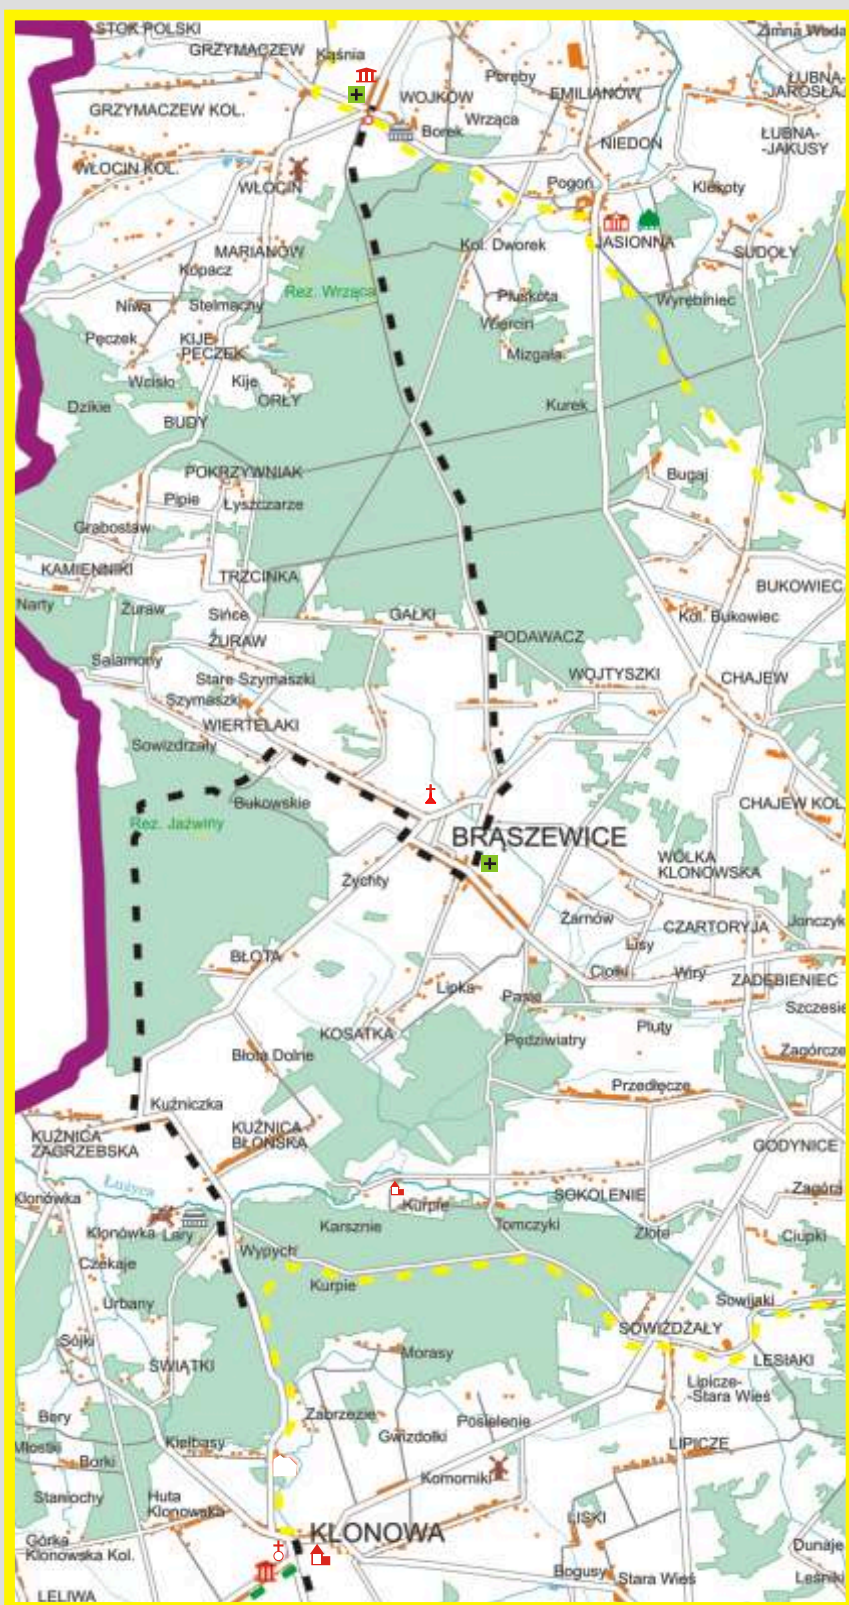 STOK POLSKI
Zimna Woda
GRZYMACZEW
Kąśnia
Poręby
ŁUBNA-
-JAROSŁAJ
EMILIANÓW
WOJKÓW
GRZYMACZEW KOL.
Wrząca
Borek
ŁUBNA-
-JAKUSY
NIEDOŃ
WŁOCIN KOL.
WŁOCIN
Pogoń
Klekoty
Kol. Dworek
JASIONNA
SUDOŁY
MARIANÓW
Kopacz
Rez. Wrząca
Pluskota
Wyrębiniec
Niwa
Stelmachy
Wiercin
Pęczek
KIJE-
-PĘCZEK
Mizgała
Wcisło
Kije
ORŁY
Dzikie
BUDY
Kurek
POKRZYWNIAK
Bugaj
Pipie
Łyszczarze
Grabostaw
KAMIENNIKI
TRZCINKA
BUKOWIEC
Narty
Żuraw
Sińce
GAŁKI
Kol. Bukowiec
ŻURAW
PODAWACZ
Salamony
Stare Szymaszki
WOJTYSZKI
CHAJEW
Szymaszki
WIERTELAKI
Sowizdrzały
Bukowskie
CHAJEW KOL.
Rez. Jaźwiny
BRĄSZEWICE
WÓLKA
KLONOWSKA
Żychty
Żarnów
CZARTORYJA
Jonczyk
Lisy
BŁOTA
Ciołki
Wiry
ZADĘBIENIEC
Lipka
Pasie
Szczesie
KOSATKA
Pędziwiatry
Pluty
Błota Dolne
Zagórcze
Przedłęcze
Kuźniczka
KUŹNICA
ZAGRZEBSKA
KUŹNICA
BŁOŃSKA
GODYNICE
Łużyca
Klonówka
SOKOLENIE
Zagóra
Kurpie
Karsznie
Tomczyki
Złote
Ciupki
Klonówka
Lary
Wypych
Czekaje
Kurpie
Urbany
Sowijaki
SOWIZDŻAŁY
Sójki
ŚWIĄTKI
Morasy
LESIAKI
Lipicze-
-Stara Wieś
Bery
Zabrzezie
Posielenie
Gwizdołki
Młostki
Kiełbasy
LIPICZE
Borki
Komorniki
Staniochy
Huta
Klonowska
LISKI
KLONOWA
Górka
Klonowska Kol.
Dunaje
Bogusy
Stara Wieś
Leśniki
LELIWA